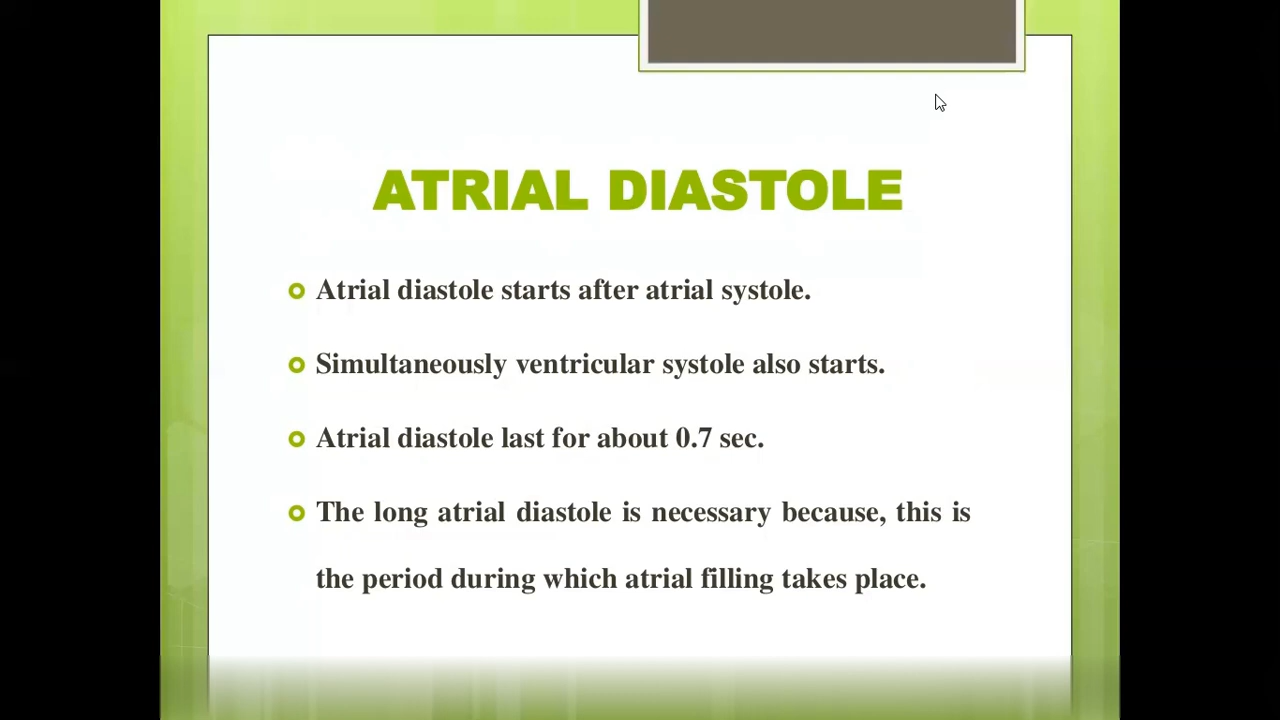 ATRIAL DIASTOLE
Atrial diastole starts after atrial systole.
Simultaneously ventricular systole also starts.
Atrial diastole last for about 0.7 sec.
The long atrial diastole is necessary because, this is
the period during which atrial filling takes place.